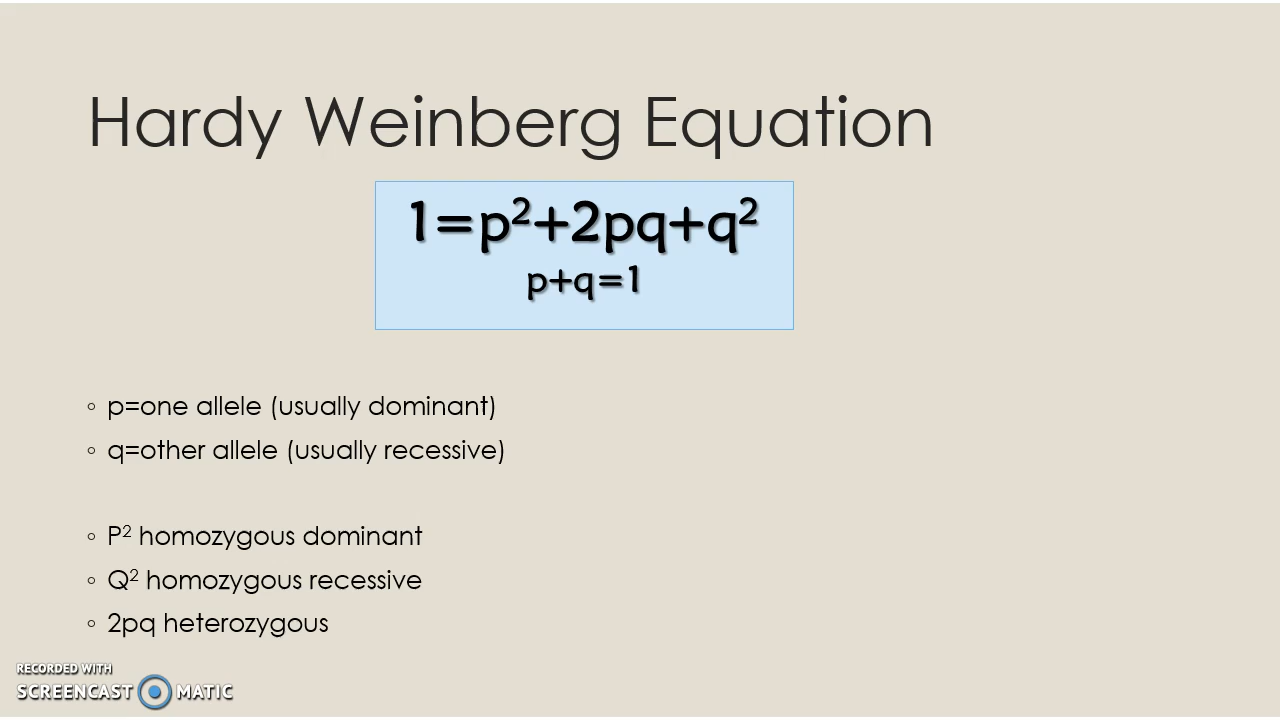 Hardy Weinberg Equation
1=p²+2pq+q²
p+q=1
◦ p=one allele (usually dominant)
◦ q=other allele (usually recessive)
◦ P² homozygous dominant
◦ Q² homozygous recessive
◦ 2pq heterozygous
RECORDED WITH
SCREENCAST MATIC